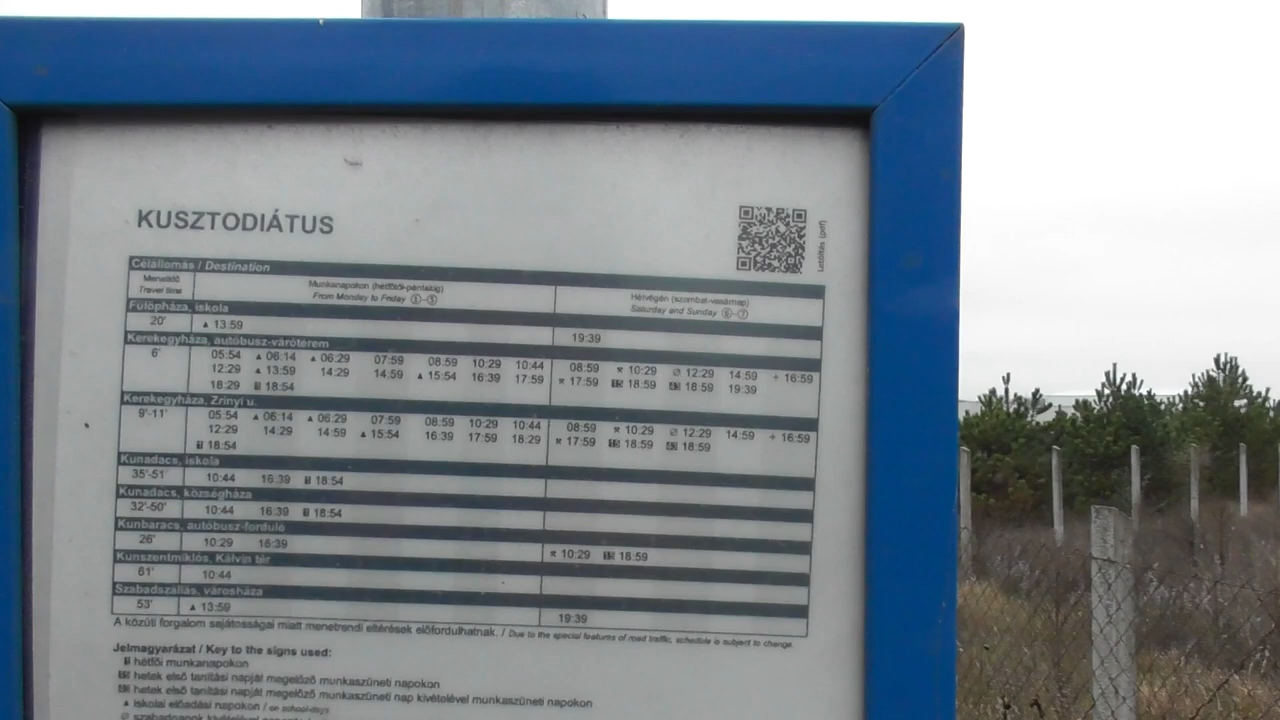 KUSZTODIÁTUS
Letöltés (pdf)
Célállomás / Destination
Menetidő Munkanapokon (hétfőtől-péntekig) Hétvégén (szombat-vasárnap)
Travel time From Monday to Friday ①-⑤ Saturday and Sunday ⑥-⑦
Fülöpháza, iskola
20' ▲ 13:59 19:39
Kerekegyháza, autóbusz-váróterem
6' 05:54 ▲ 06:14 ▲ 06:29 07:59 08:59 10:29 10:44 08:59 ⚒ 10:29 ∅ 12:29 14:59 + 16:59
12:29 ▲ 13:59 14:29 14:59 ▲ 15:54 16:39 17:59 ⚒ 17:59 18:59 18:59 19:39
18:29 18:54
Kerekegyháza, Zrínyi u.
9'-11' 05:54 ▲ 06:14 ▲ 06:29 07:59 08:59 10:29 10:44 08:59 ⚒ 10:29 ∅ 12:29 14:59 + 16:59
12:29 14:29 14:59 ▲ 15:54 16:39 17:59 18:29 ⚒ 17:59 18:59 18:59
18:54
Kunadacs, iskola
35'-51' 10:44 16:39 18:54
Kunadacs, községháza
32'-50' 10:44 16:39 18:54
Kunbaracs, autóbusz-forduló
26' 10:29 16:39 ⚒ 10:29 18:59
Kunszentmiklós, Kálvin tér
61' 10:44
Szabadszállás, városháza
53' ▲ 13:59 19:39
A közúti forgalom sajátosságai miatt menetrendi eltérések előfordulhatnak. / Due to the special features of road traffic, schedule is subject to change.
Jelmagyarázat / Key to the signs used:
hétfői munkanapokon
hetek első tanítási napját megelőző munkaszüneti napokon
hetek első tanítási napját megelőző munkaszüneti nap kivételével munkaszüneti napokon
▲ iskolai előadási napokon / on school-days
∅ szabadnapok kivételével